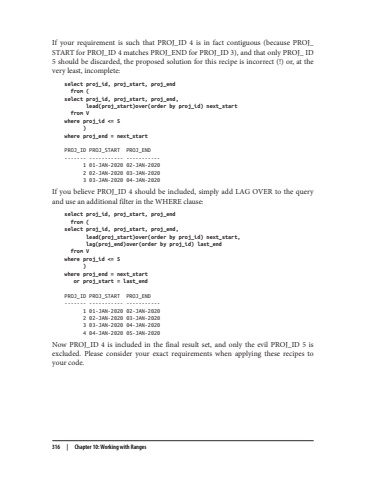 If your requirement is such that PROJ_ID 4 is in fact contiguous (because PROJ_
START for PROJ_ID 4 matches PROJ_END for PROJ_ID 3), and that only PROJ_ ID
5 should be discarded, the proposed solution for this recipe is incorrect (!) or, at the
very least, incomplete:
select proj_id, proj_start, proj_end
from (
select proj_id, proj_start, proj_end,
lead(proj_start)over(order by proj_id) next_start
from V
where proj_id <= 5
)
where proj_end = next_start
PROJ_ID PROJ_START PROJ_END
------- ----------- -----------
1 01-JAN-2020 02-JAN-2020
2 02-JAN-2020 03-JAN-2020
3 03-JAN-2020 04-JAN-2020
If you believe PROJ_ID 4 should be included, simply add LAG OVER to the query
and use an additional filter in the WHERE clause:
select proj_id, proj_start, proj_end
from (
select proj_id, proj_start, proj_end,
lead(proj_start)over(order by proj_id) next_start,
lag(proj_end)over(order by proj_id) last_end
from V
where proj_id <= 5
)
where proj_end = next_start
or proj_start = last_end
PROJ_ID PROJ_START PROJ_END
------- ----------- -----------
1 01-JAN-2020 02-JAN-2020
2 02-JAN-2020 03-JAN-2020
3 03-JAN-2020 04-JAN-2020
4 04-JAN-2020 05-JAN-2020
Now PROJ_ID 4 is included in the final result set, and only the evil PROJ_ID 5 is
excluded. Please consider your exact requirements when applying these recipes to
your code.
316 | Chapter 10: Working with Ranges